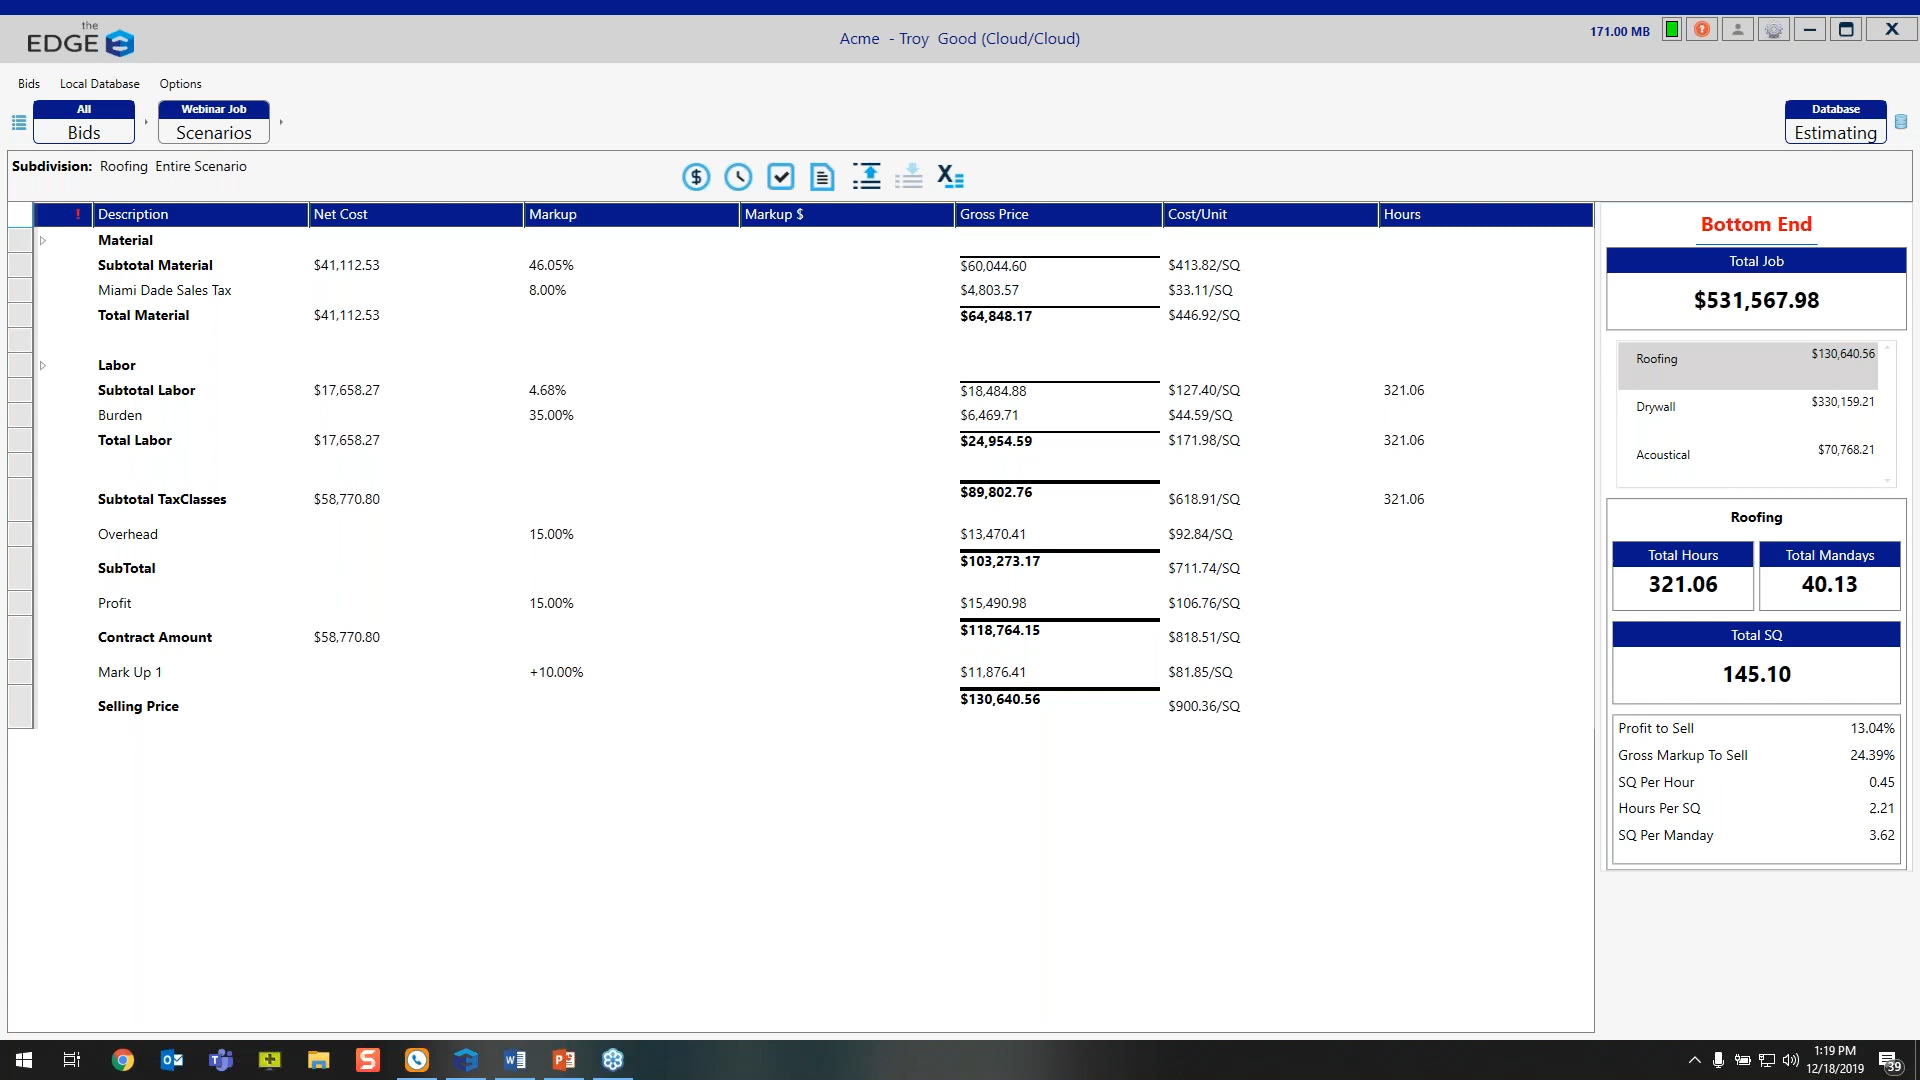 the
EDGE
Acme - Troy Good (Cloud/Cloud)
171.00 MB
Bids Local Database Options
All
Bids
Webinar Job
Scenarios
Database
Estimating
Subdivision: Roofing Entire Scenario
! Description Net Cost Markup Markup $ Gross Price Cost/Unit Hours
Material
Subtotal Material $41,112.53 46.05% $60,044.60 $413.82/SQ
Miami Dade Sales Tax 8.00% $4,803.57 $33.11/SQ
Total Material $41,112.53 $64,848.17 $446.92/SQ
Labor
Subtotal Labor $17,658.27 4.68% $18,484.88 $127.40/SQ 321.06
Burden 35.00% $6,469.71 $44.59/SQ
Total Labor $17,658.27 $24,954.59 $171.98/SQ 321.06
Subtotal TaxClasses $58,770.80 $89,802.76 $618.91/SQ 321.06
Overhead 15.00% $13,470.41 $92.84/SQ
SubTotal $103,273.17 $711.74/SQ
Profit 15.00% $15,490.98 $106.76/SQ
Contract Amount $58,770.80 $118,764.15 $818.51/SQ
Mark Up 1 +10.00% $11,876.41 $81.85/SQ
Selling Price $130,640.56 $900.36/SQ
Bottom End
Total Job
$531,567.98
Roofing $130,640.56
Drywall $330,159.21
Acoustical $70,768.21
Roofing
Total Hours Total Mandays
321.06 40.13
Total SQ
145.10
Profit to Sell 13.04%
Gross Markup To Sell 24.39%
SQ Per Hour 0.45
Hours Per SQ 2.21
SQ Per Manday 3.62
1:19 PM
12/18/2019
39